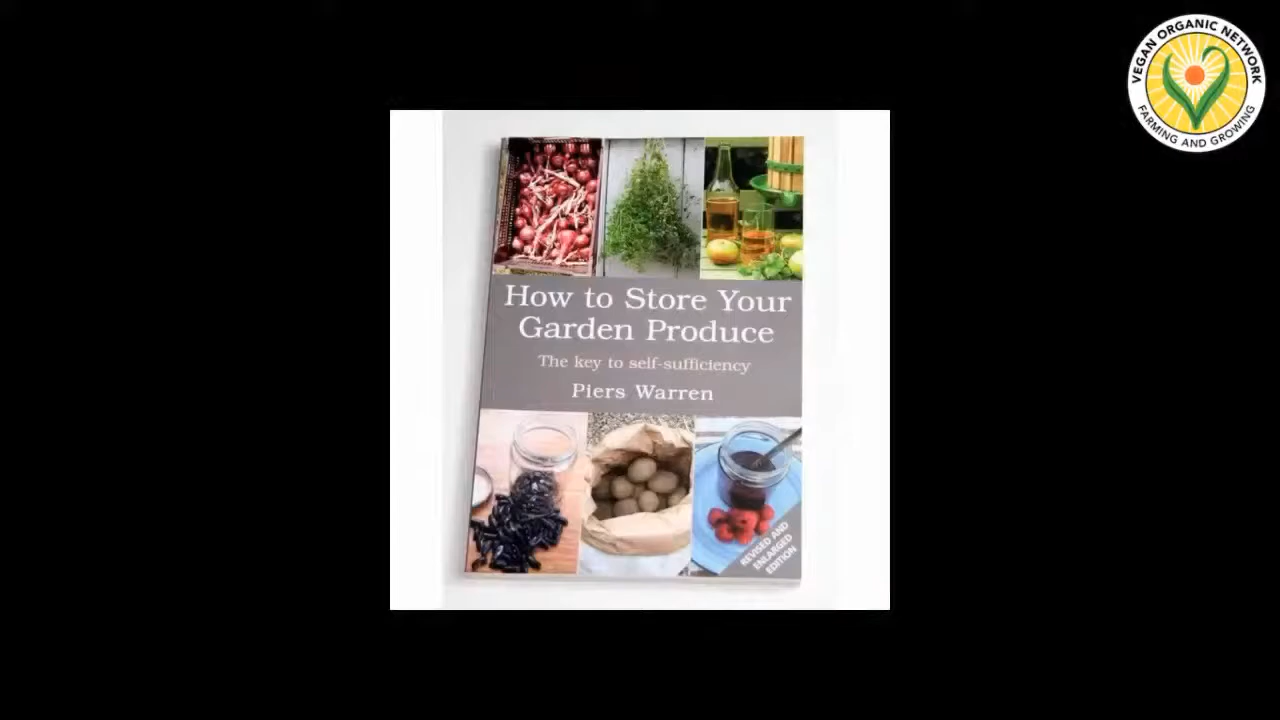 VEGAN ORGANIC NETWORK
FARMING AND GROWING
How to Store Your
Garden Produce
The key to self-sufficiency
Piers Warren
REVISED AND
ENLARGED
EDITION